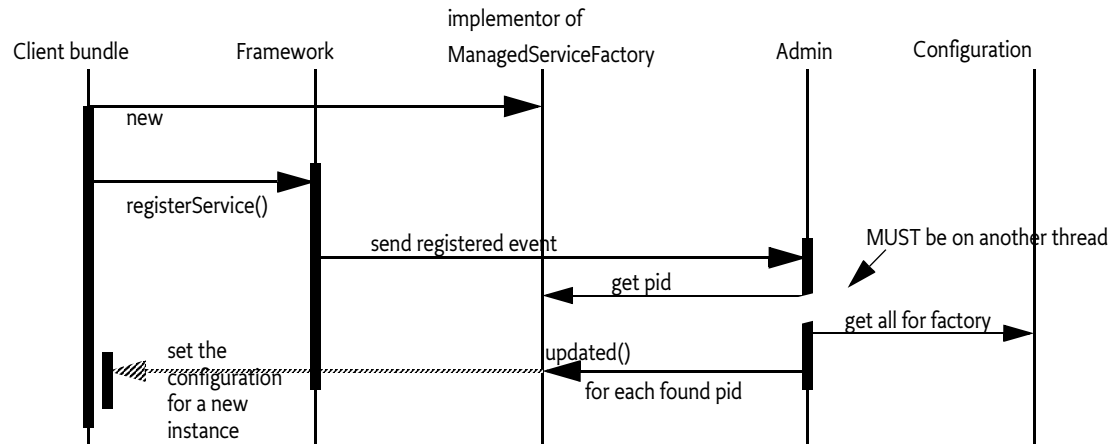 implementor of
Client bundle
Framework
ManagedServiceFactory
Admin
Configuration
new
registerService()
send registered event
MUST be on another thread
get pid
get all for factory
updated()
for each found pid
set the
configuration
for a new
instance